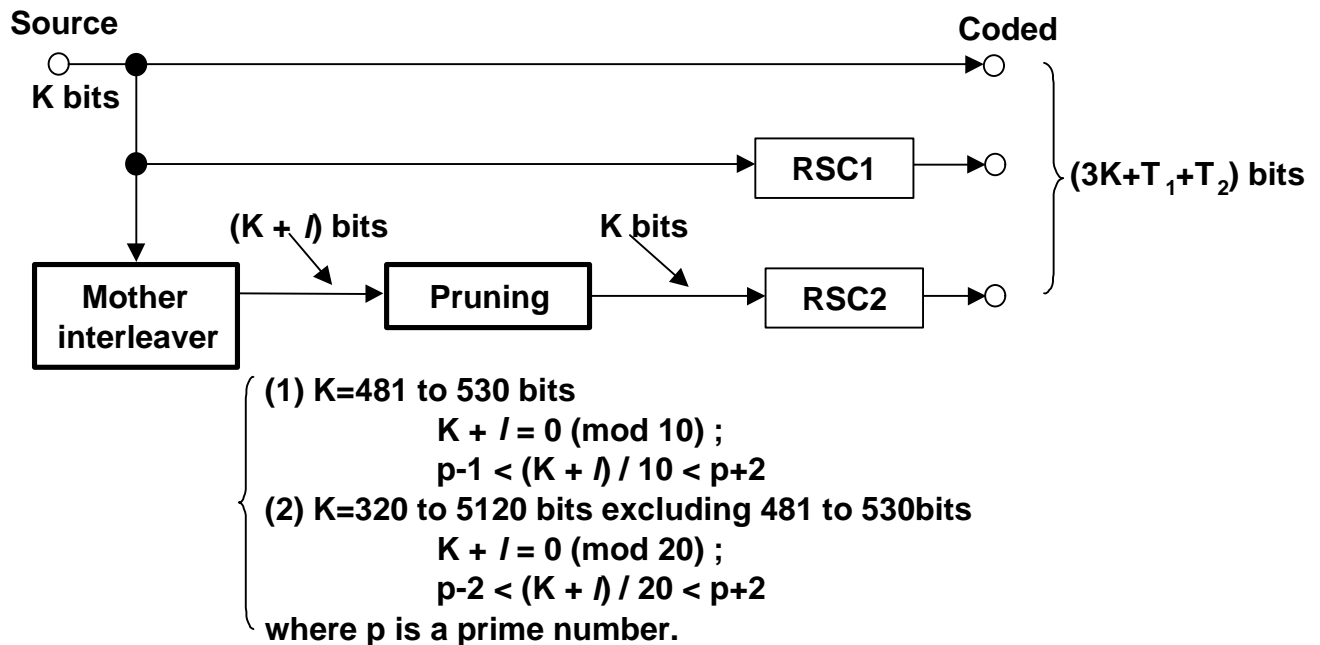 Source
Coded
K bits
RSC1
(3K+T1+T2) bits
(K + l) bits
K bits
Mother
interleaver
Pruning
RSC2
(1) K=481 to 530 bits
K + l = 0 (mod 10) ;
p-1 < (K + l) / 10 < p+2
(2) K=320 to 5120 bits excluding 481 to 530bits
K + l = 0 (mod 20) ;
p-2 < (K + l) / 20 < p+2
where p is a prime number.